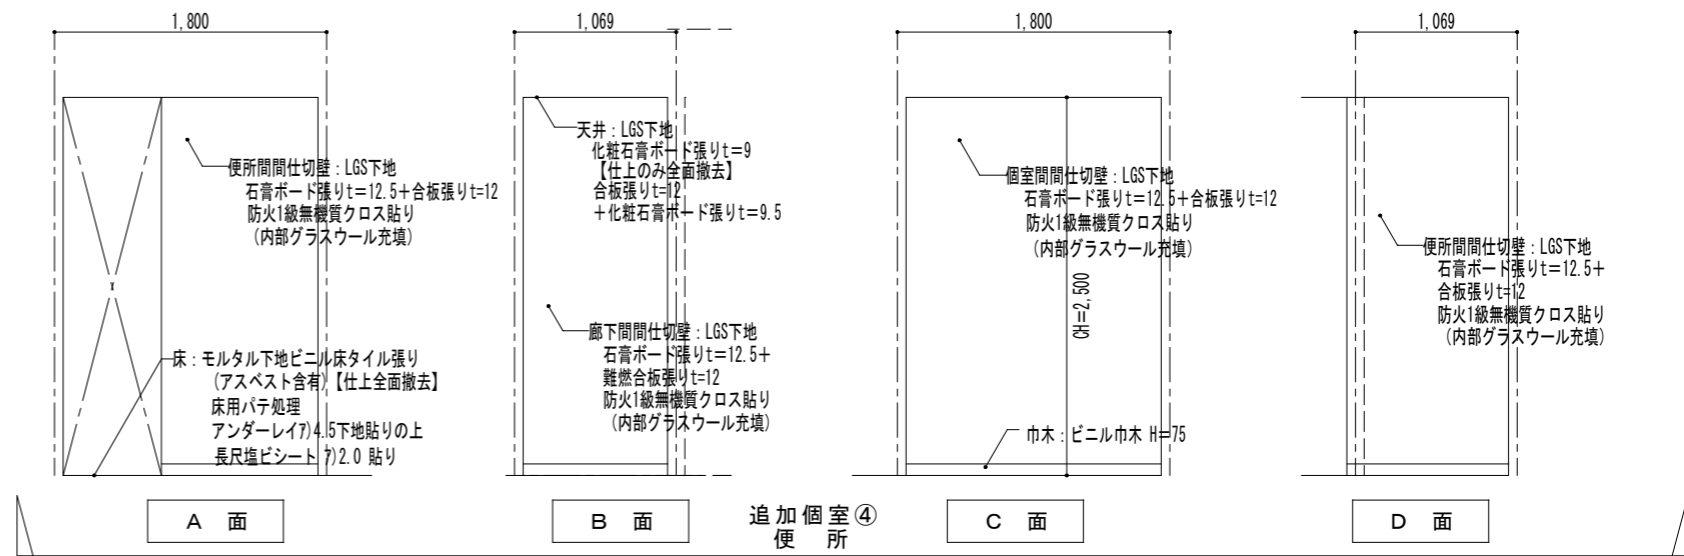 1,800
便所間間仕切壁：LGS下地
石膏ボード張りt＝12.5＋合板張りt=12
防火1級無機質クロス貼り
(内部グラスウール充填)
床：モルタル下地ビニル床タイル張り
(アスベスト含有)【仕上全面撤去】
床用パテ処理
アンダーレイｱ)4.5下地貼りの上
長尺塩ビシート ｱ)2.0 貼り
A 面
1,069
天井：LGS下地
化粧石膏ボード張りt＝9
【仕上のみ全面撤去】
合板張りt=12
＋化粧石膏ボード張りt＝9.5
廊下間間仕切壁：LGS下地
石膏ボード張りt＝12.5＋
難燃合板張りt=12
防火1級無機質クロス貼り
(内部グラスウール充填)
B 面
追加個室④
便 所
1,800
個室間間仕切壁：LGS下地
石膏ボード張りt＝12.5＋合板張りt=12
防火1級無機質クロス貼り
(内部グラスウール充填)
CH＝2,500
巾木：ビニル巾木 H＝75
C 面
1,069
便所間間仕切壁：LGS下地
石膏ボード張りt＝12.5＋
合板張りt=12
防火1級無機質クロス貼り
(内部グラスウール充填)
D 面